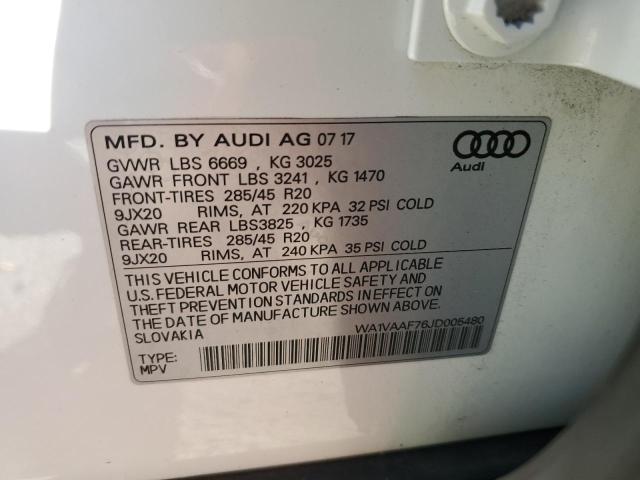 MFD. BY AUDI AG 07 17
GVWR LBS 6669 , KG 3025
GAWR FRONT LBS 3241 , KG 1470
FRONT-TIRES 285/45 R20
9JX20 RIMS, AT 220 KPA 32 PSI COLD
GAWR REAR LBS3825 , KG 1735
REAR-TIRES 285/45 R20
9JX20 RIMS, AT 240 KPA 35 PSI COLD
Audi
THIS VEHICLE CONFORMS TO ALL APPLICABLE
U.S. FEDERAL MOTOR VEHICLE SAFETY AND
THEFT PREVENTION STANDARDS IN EFFECT ON
THE DATE OF MANUFACTURE SHOWN ABOVE.
SLOVAKIA
WA1VAAF76JD005480
TYPE:
MPV